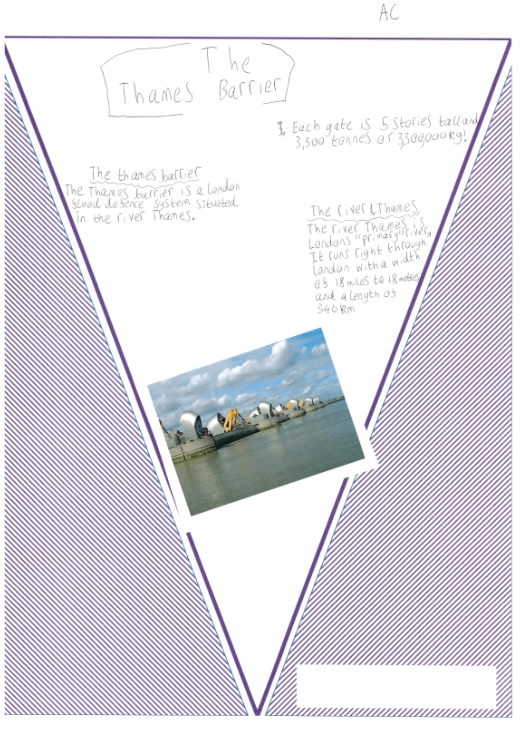 AC
The
Thames Barrier
Each gate is 5 stories tall and
3,300 tonnes or 3300,000 kg!
The thames barrier
The Thames barrier is a London
flood defence system situated
in the river Thames.
The river Thames
The river Thames is
Londons "primary" river,
It runs right through
London with a width
of 18 miles to 18 metres
and a length of
346 km